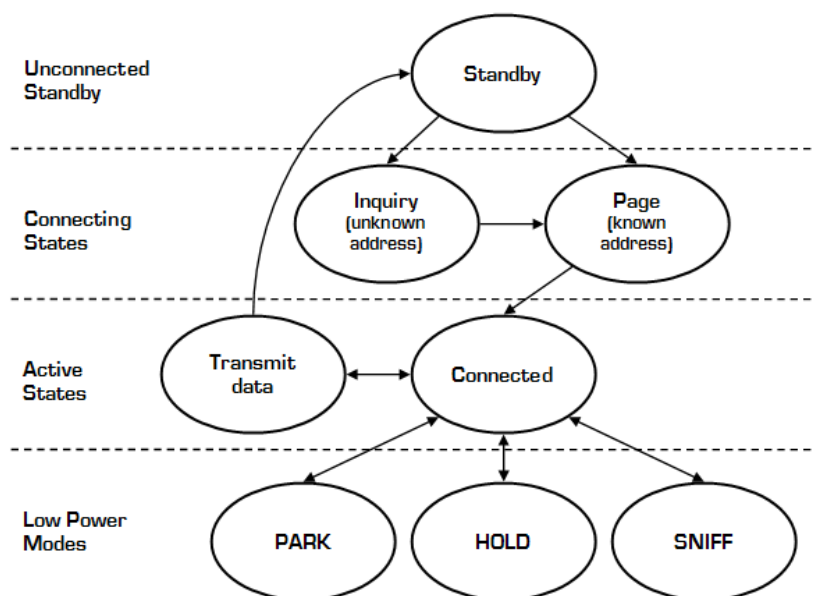 Unconnected
Standby
Standby
Connecting
States
Inquiry
(unknown
address)
Page
(known
address)
Active
States
Transmit
data
Connected
Low Power
Modes
PARK
HOLD
SNIFF